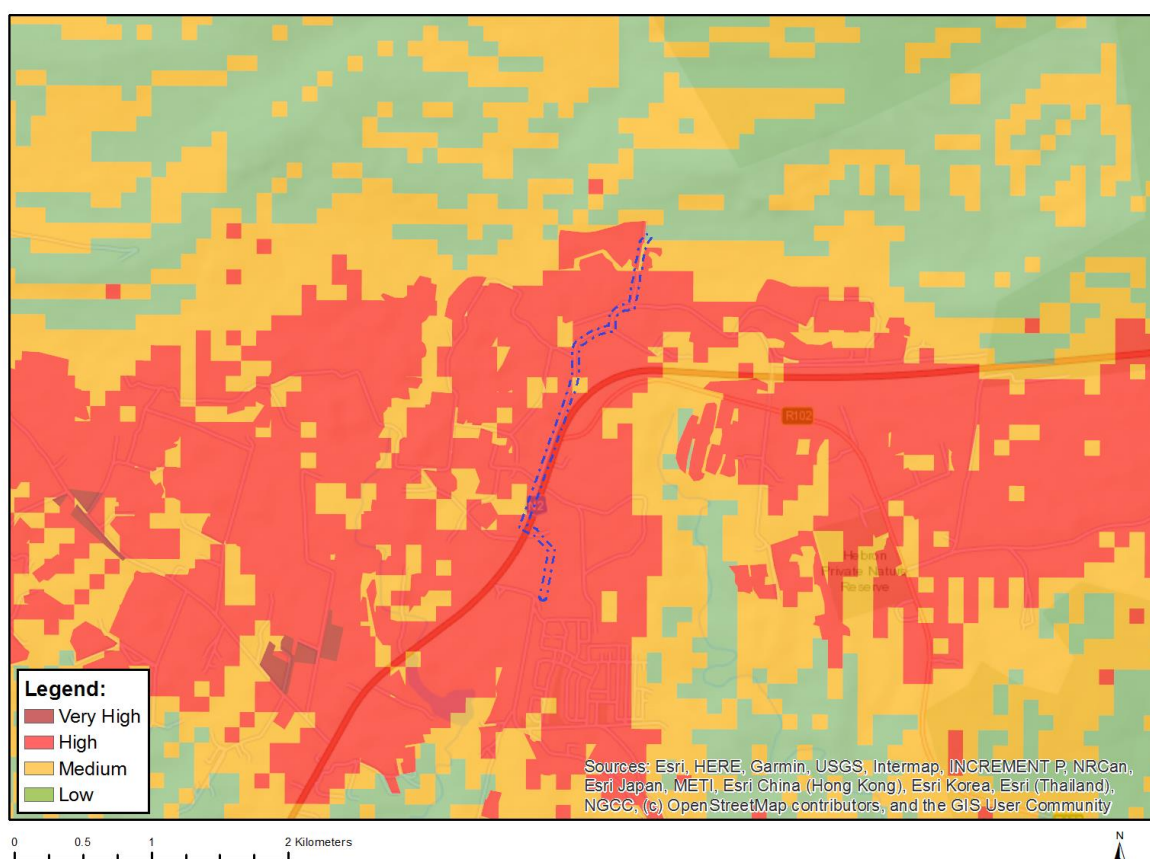 R102
Hebron
Private Nature
Reserve
Legend:
Very High
High
Medium
Low
Sources: Esri, HERE, Garmin, USGS, Intermap, INCREMENT P, NRCan,
Esri Japan, METI, Esri China (Hong Kong), Esri Korea, Esri (Thailand),
NGCC, (c) OpenStreetMap contributors, and the GIS User Community
0 0.5 1 2 Kilometers
N